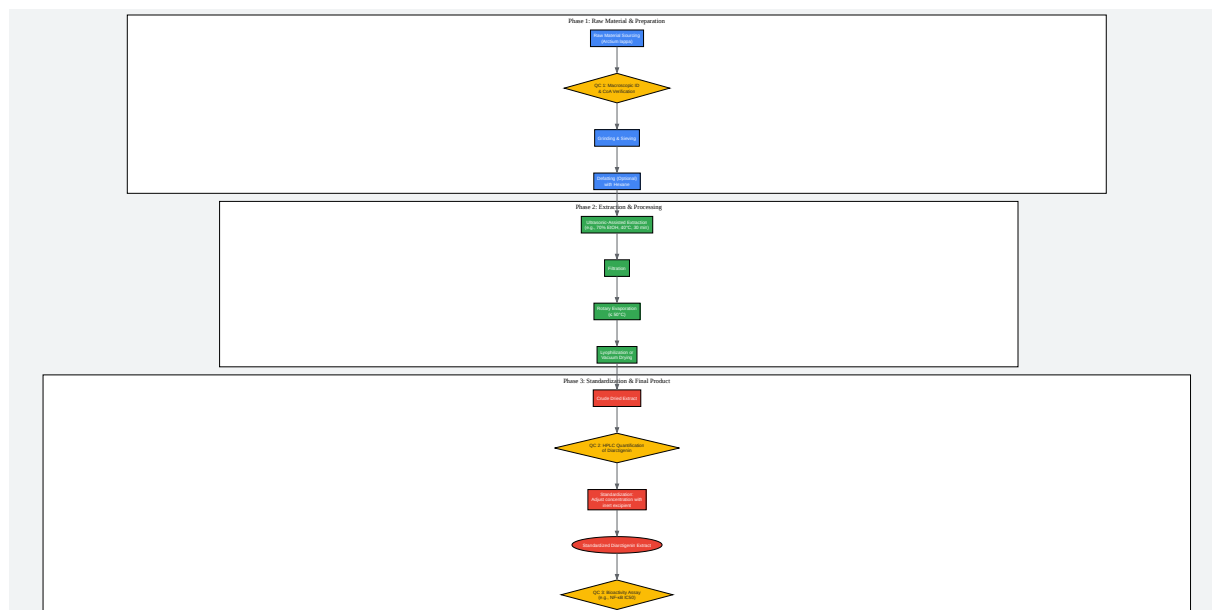 Phase 1: Raw Material & Preparation
Raw Material Sourcing
(Arctium lappa)
QC 1: Macroscopic ID
& CoA Verification
Grinding & Sieving
Defatting (Optional)
with Hexane
Phase 2: Extraction & Processing
Ultrasonic-Assisted Extraction
(e.g., 70% EtOH, 40°C, 40 min)
Filtration
Rotary Evaporation
(≤ 50°C)
Lyophilization or
Vacuum Drying
Phase 3: Standardization & Final Product
Crude Dried Extract
QC 2: HPLC Quantification
of Diarctigenin
Standardization:
Adjust concentration with
inert excipient
Standardized Diarctigenin Extract
QC 3: Bioactivity Assay
(e.g., NF-κB IC50)